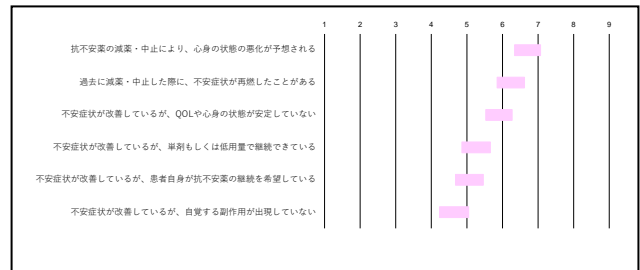 1 2 3 4 5 6 7 8 9
抗不安薬の減薬・中止により、心身の状態の悪化が予想される
過去に減薬・中止した際に、不安症状が再燃したことがある
不安症状が改善しているが、QOLや心身の状態が安定していない
不安症状が改善しているが、単剤もしくは低用量で継続できている
不安症状が改善しているが、患者自身が抗不安薬の継続を希望している
不安症状が改善しているが、自覚する副作用が出現していない